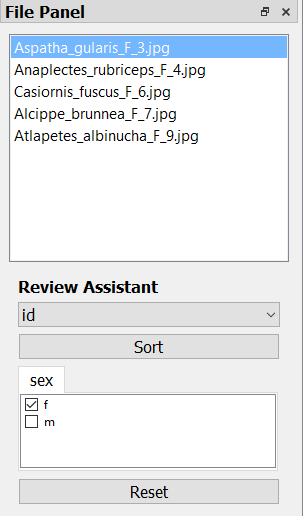 File Panel
Aspatha_gularis_F_3.jpg
Anaplectes_rubriceps_F_4.jpg
Casiornis_fuscus_F_6.jpg
Alcippe_brunnea_F_7.jpg
Atlapetes_albinucha_F_9.jpg
Review Assistant
id
Sort
sex
f
m
Reset